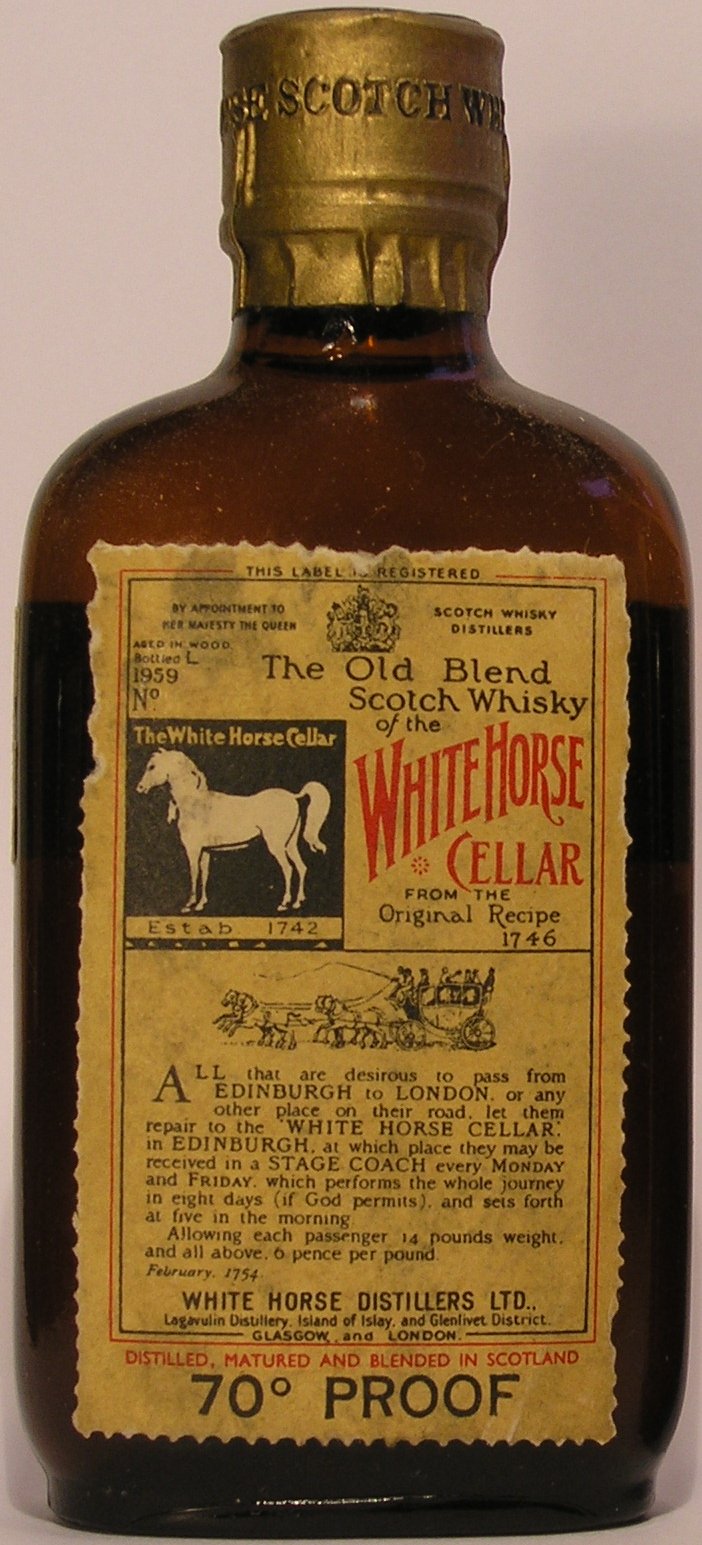 SE SCOTCH WH
THIS LABEL IS REGISTERED
BY APPOINTMENT TO
HER MAJESTY THE QUEEN
SCOTCH WHISKY
DISTILLERS
AGED IN WOOD
Bottled L
1959
Nº
The Old Blend
Scotch Whisky
of the
WHITE HORSE
CELLAR
FROM THE
Original Recipe
1746
The White Horse Cellar
Estab. 1742
ALL that are desirous to pass from
EDINBURGH to LONDON, or any
other place on their road, let them
repair to the "WHITE HORSE CELLAR"
in EDINBURGH, at which place they may be
received in a STAGE COACH every MONDAY
and FRIDAY, which performs the whole journey
in eight days (if God permits), and sets forth
at five in the morning.
Allowing each passenger 14 pounds weight,
and all above, 6 pence per pound.
February, 1754.
WHITE HORSE DISTILLERS LTD.,
Lagavulin Distillery, Island of Islay, and Glenlivet District.
GLASGOW and LONDON.
DISTILLED, MATURED AND BLENDED IN SCOTLAND
70° PROOF